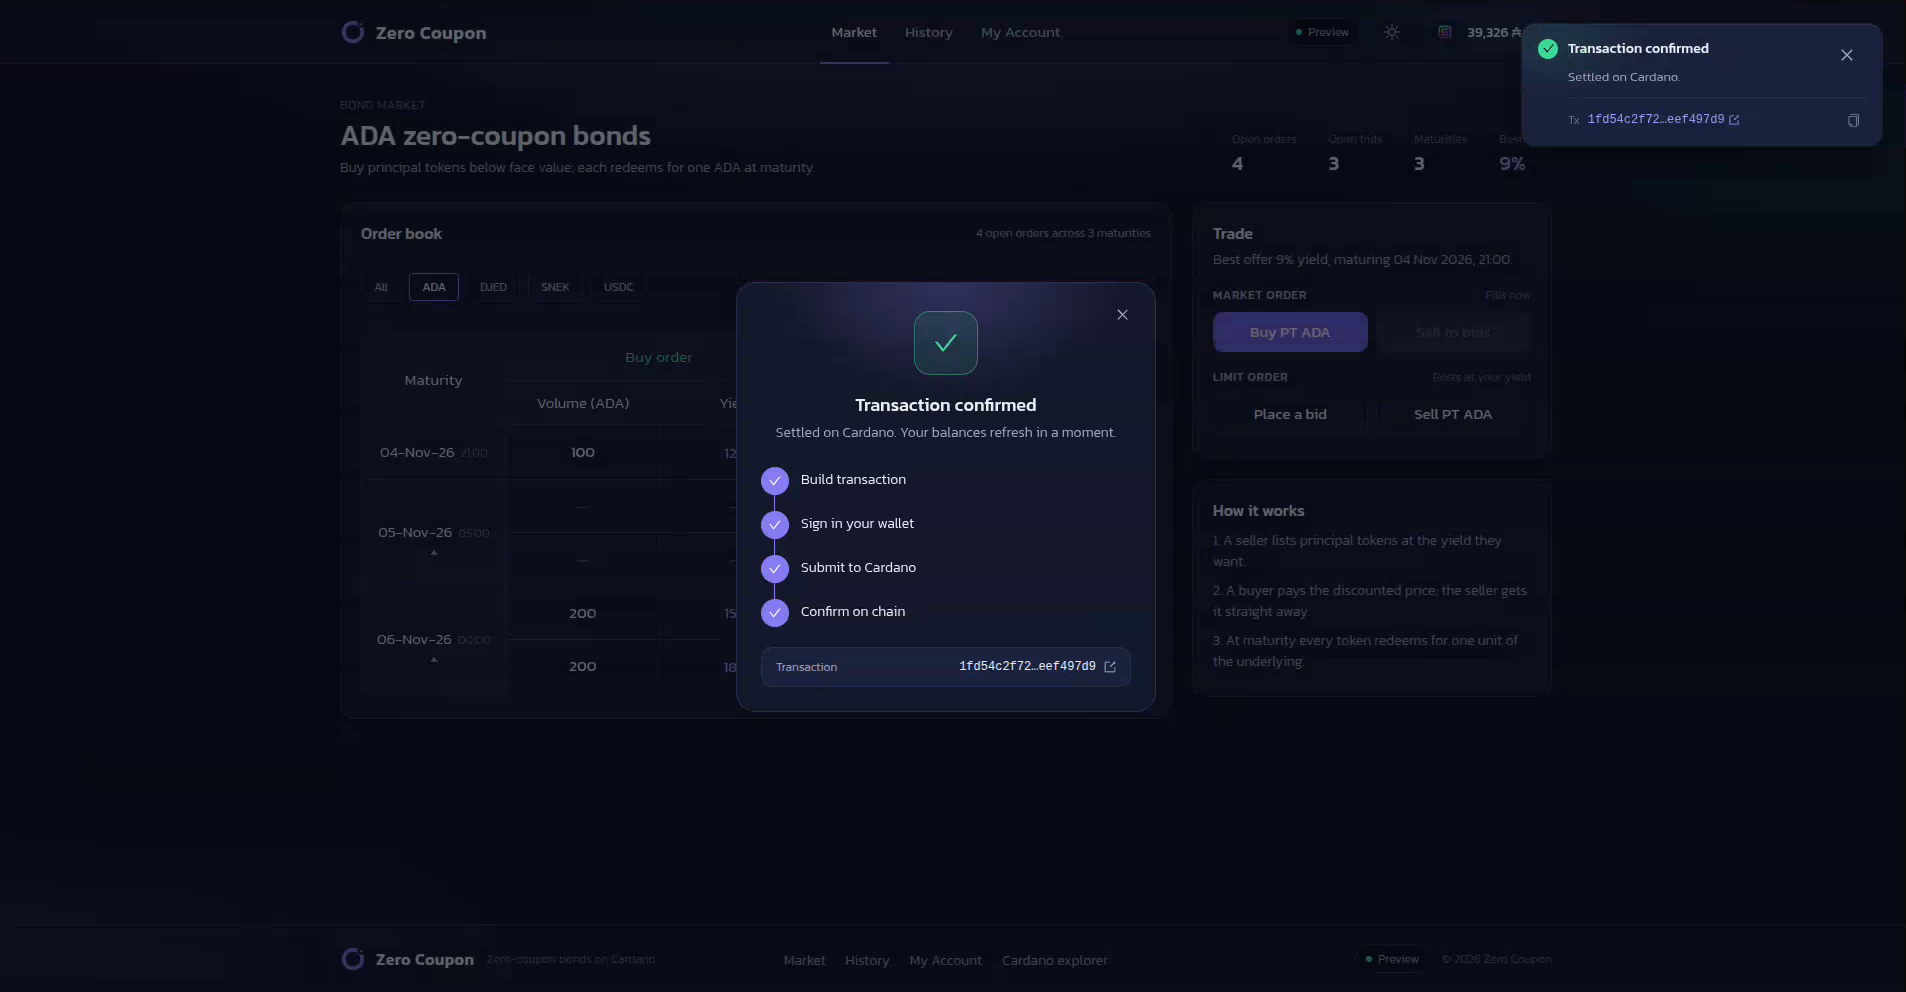 Zero Coupon
Market
History
My Account
Preview
39,326 ₳
Transaction confirmed
Settled on Cardano.
Tx 1fd54c2f72…eef497d9
BOND MARKET
ADA zero-coupon bonds
Buy principal tokens below face value; each redeems for one ADA at maturity.
Open orders
4
Open bids
3
Maturities
3
Best
9%
Order book
4 open orders across 3 maturities
All
ADA
DJED
SNEK
USDC
Maturity
Buy order
Volume (ADA)
04-Nov-26 21:00
100
12
05-Nov-26 05:00
—
—
06-Nov-26 00:00
200
15
200
18
Transaction confirmed
Settled on Cardano. Your balances refresh in a moment.
Build transaction
Sign in your wallet
Submit to Cardano
Confirm on chain
Transaction
1fd54c2f72…eef497d9
Trade
Best offer 9% yield, maturing 04 Nov 2026, 21:00.
MARKET ORDER
Fills now
Buy PT ADA
Sell to bids
LIMIT ORDER
Rests at your yield
Place a bid
Sell PT ADA
How it works
1. A seller lists principal tokens at the yield they
want.
2. A buyer pays the discounted price; the seller gets
it straight away.
3. At maturity every token redeems for one unit of
the underlying.
Zero Coupon
Zero-coupon bonds on Cardano
Market
History
My Account
Cardano explorer
Preview
© 2026 Zero Coupon